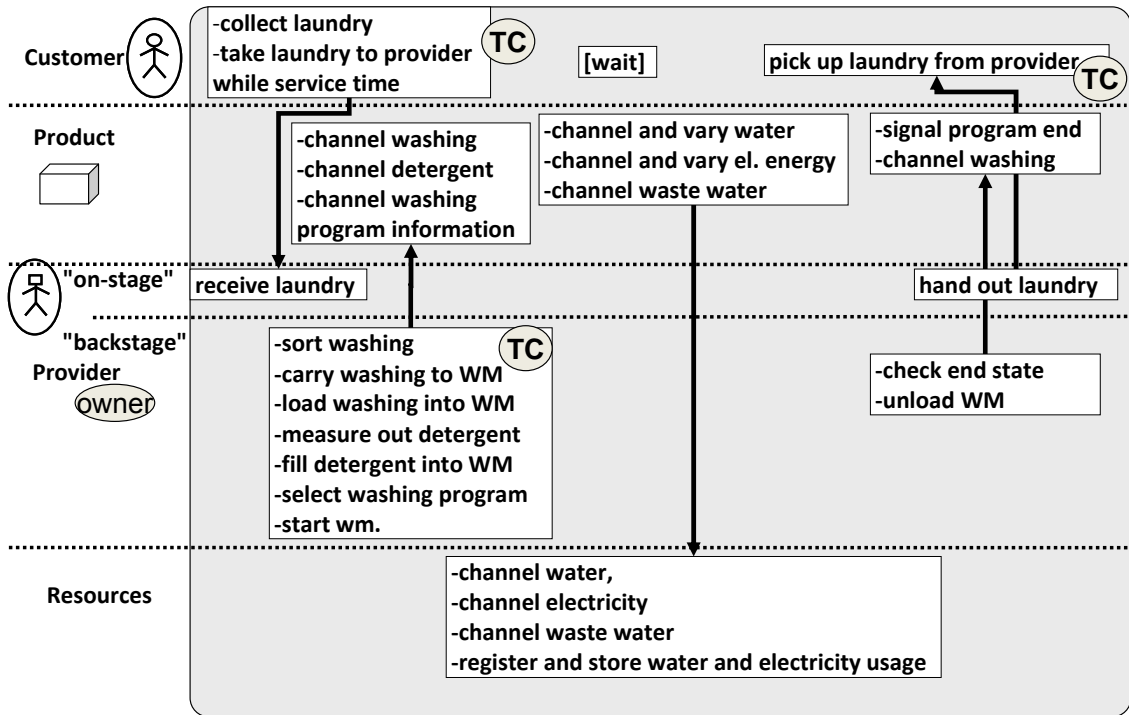 Customer
-collect laundry
-take laundry to provider
while service time
TC
[wait]
pick up laundry from provider
TC
Product
-channel washing
-channel detergent
-channel washing
program information
-channel and vary water
-channel and vary el. energy
-channel waste water
-signal program end
-channel washing
"on-stage"
receive laundry
hand out laundry
"backstage"
Provider
owner
-sort washing
-carry washing to WM
-load washing into WM
-measure out detergent
-fill detergent into WM
-select washing program
-start wm.
TC
-check end state
-unload WM
Resources
-channel water,
-channel electricity
-channel waste water
-register and store water and electricity usage